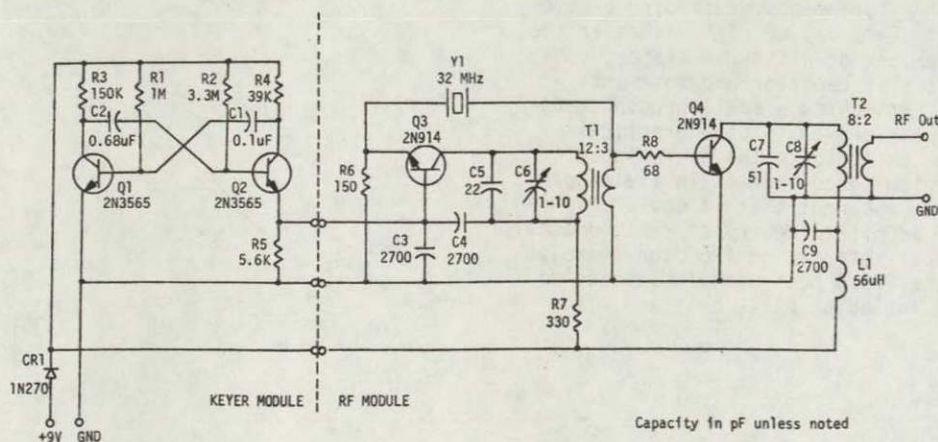 Y1
32 MHz
R3
150K
R1
1M
R2
3.3M
R4
39K
C2
0.68uF
C1
0.1uF
Q1
2N3565
Q2
2N3565
R5
5.6K
CR1
1N270
+9V
GND
KEYER MODULE
RF MODULE
Q3
2N914
R6
150
C3
2700
C4
2700
C5
22
C6
1-10
T1
12:3
R7
330
R8
68
Q4
2N914
C7
51
C8
1-10
T2
8:2
RF Out
GND
C9
2700
L1
56uH
Capacity in pF unless noted